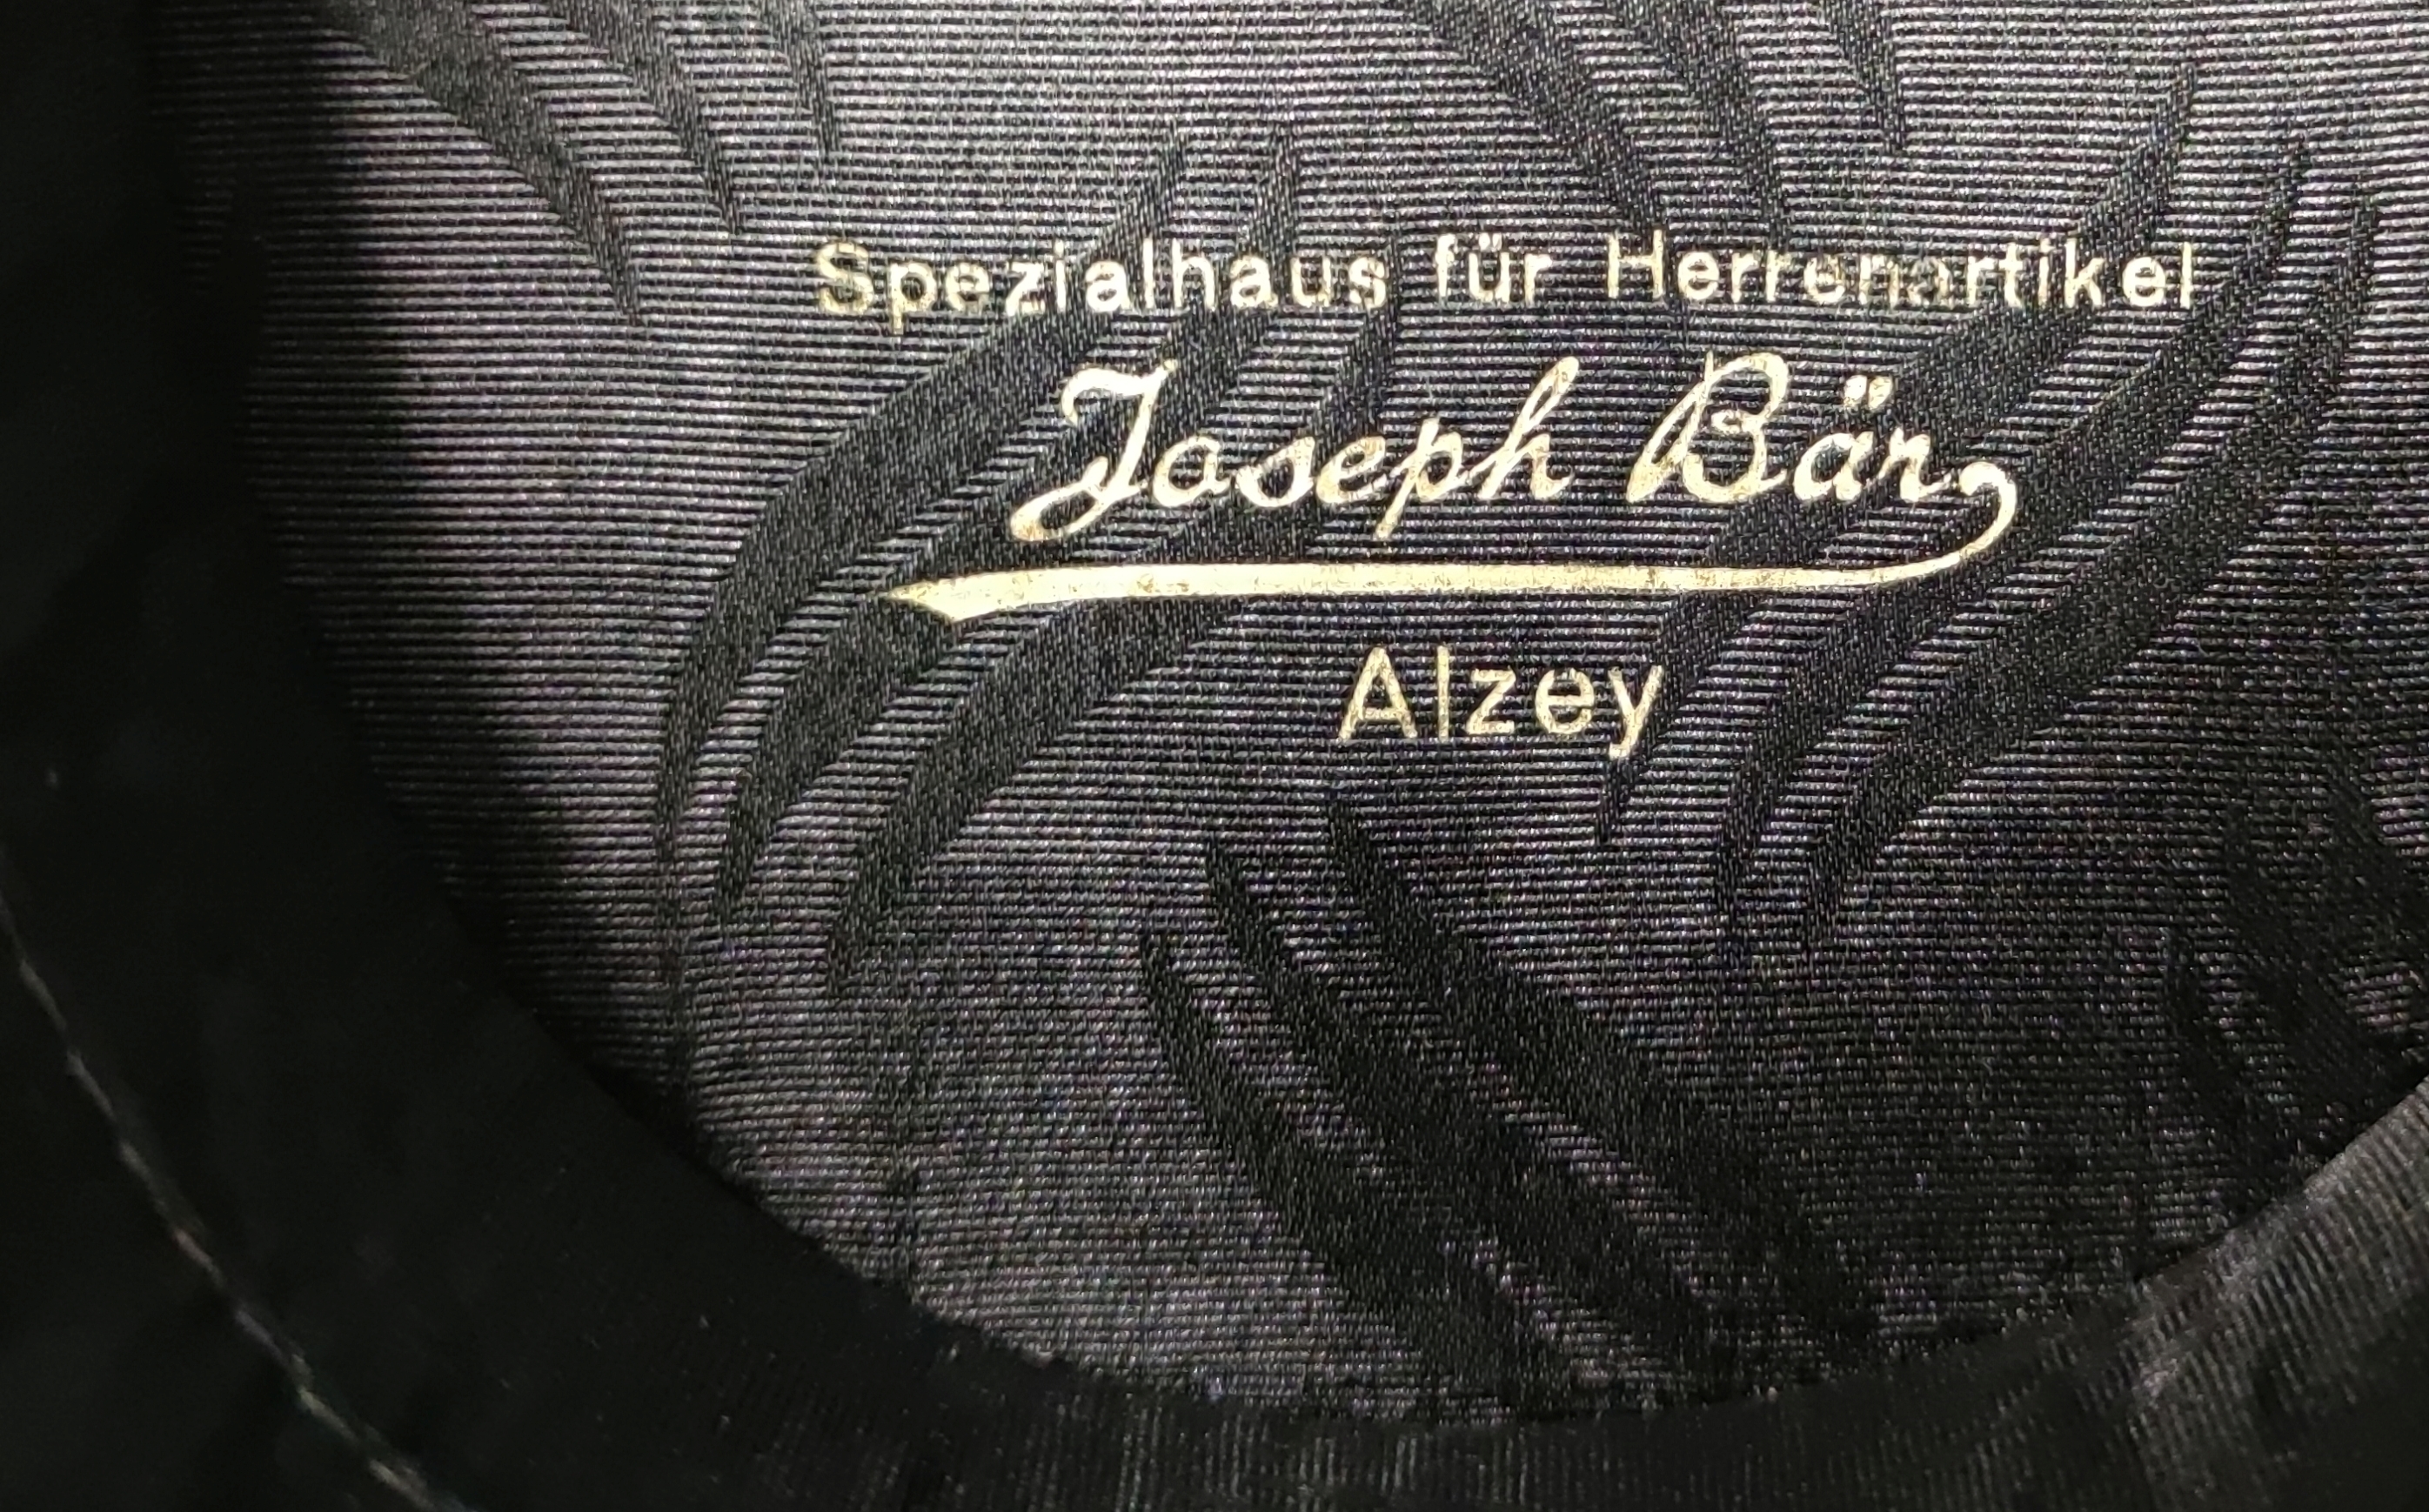 Spezialhaus für Herrenartikel
Joseph Bär
Alzey